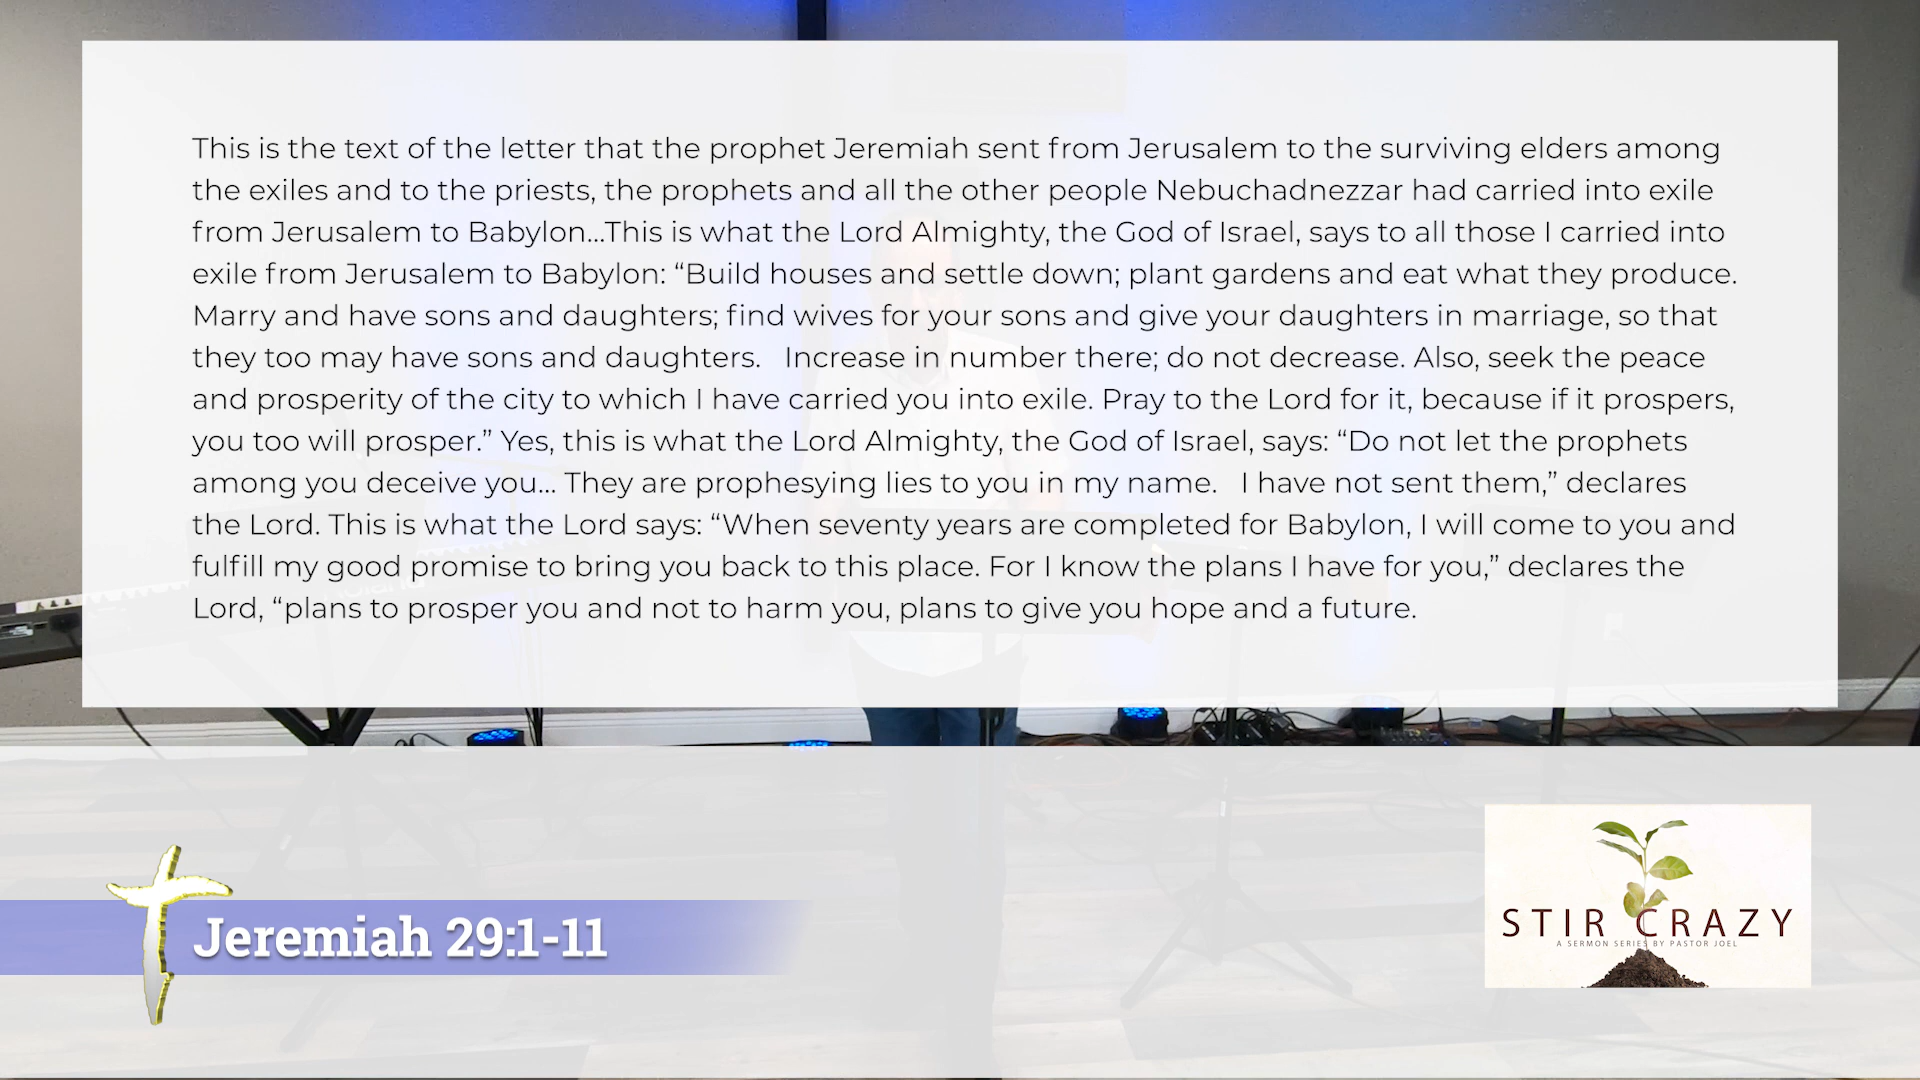 This is the text of the letter that the prophet Jeremiah sent from Jerusalem to the surviving elders among
the exiles and to the priests, the prophets and all the other people Nebuchadnezzar had carried into exile
from Jerusalem to Babylon...This is what the Lord Almighty, the God of Israel, says to all those I carried into
exile from Jerusalem to Babylon: “Build houses and settle down; plant gardens and eat what they produce.
Marry and have sons and daughters; find wives for your sons and give your daughters in marriage, so that
they too may have sons and daughters.   Increase in number there; do not decrease. Also, seek the peace
and prosperity of the city to which I have carried you into exile. Pray to the Lord for it, because if it prospers,
you too will prosper.” Yes, this is what the Lord Almighty, the God of Israel, says: “Do not let the prophets
among you deceive you... They are prophesying lies to you in my name.   I have not sent them,” declares
the Lord. This is what the Lord says: “When seventy years are completed for Babylon, I will come to you and
fulfill my good promise to bring you back to this place. For I know the plans I have for you,” declares the
Lord, “plans to prosper you and not to harm you, plans to give you hope and a future.
Jeremiah 29:1-11
STIR CRAZY
A SERMON SERIES BY PASTOR JOEL